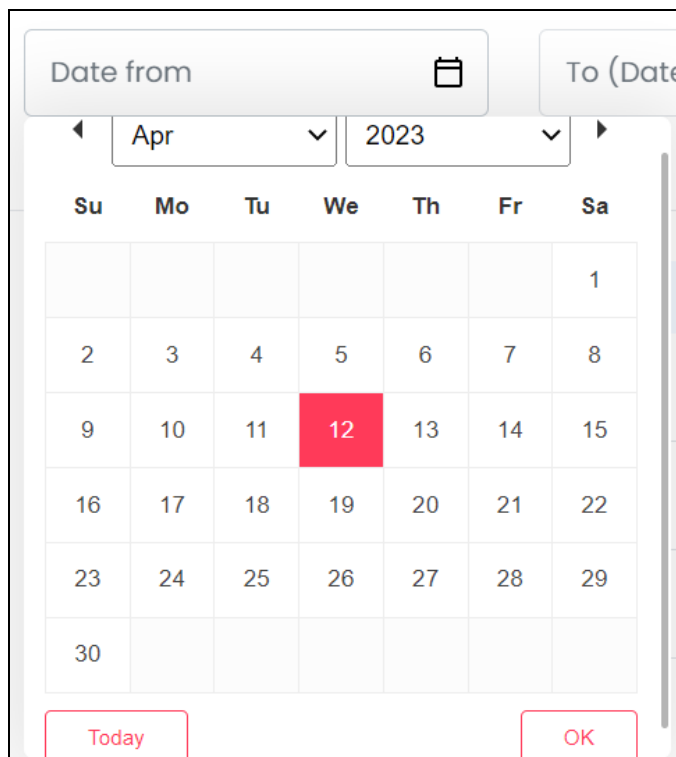 Date from To (Date
Apr 2023
Su Mo Tu We Th Fr Sa
1
2 3 4 5 6 7 8
9 10 11 12 13 14 15
16 17 18 19 20 21 22
23 24 25 26 27 28 29
30
Today OK